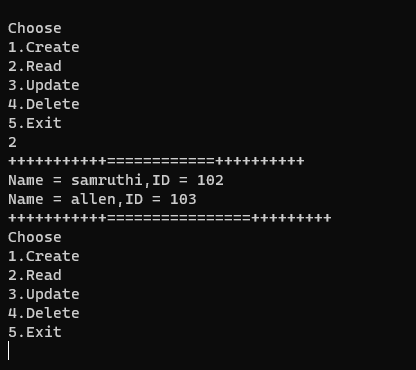 Choose
1.Create
2.Read
3.Update
4.Delete
5.Exit
2
+++++++++++============++++++++++
Name = samruthi,ID = 102
Name = allen,ID = 103
+++++++++++================+++++++++
Choose
1.Create
2.Read
3.Update
4.Delete
5.Exit